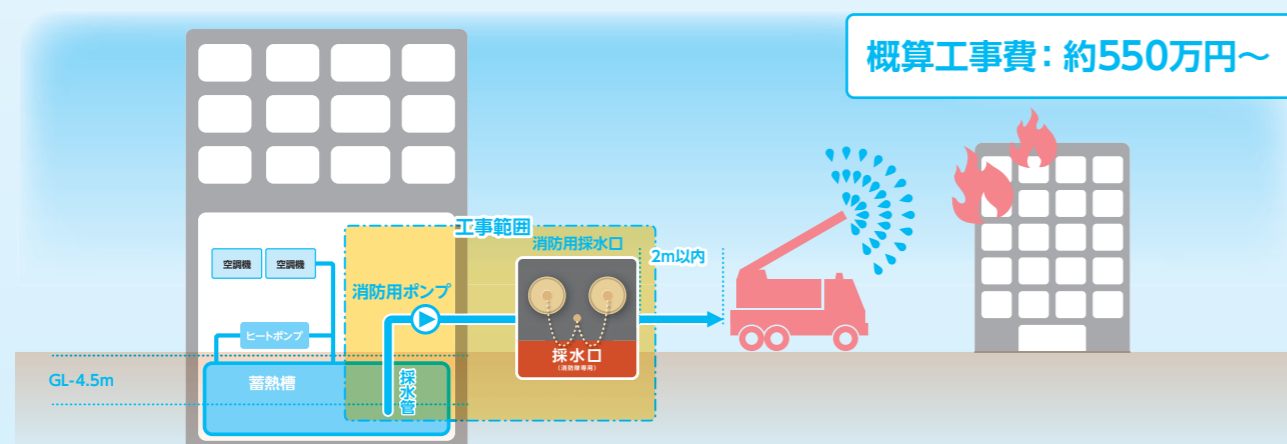 概算工事費：約550万円～
工事範囲
消防用採水口
2m以内
空調機
空調機
消防用ポンプ
ヒートポンプ
採水口
（消防隊専用）
GL-4.5m
蓄熱槽
採水管